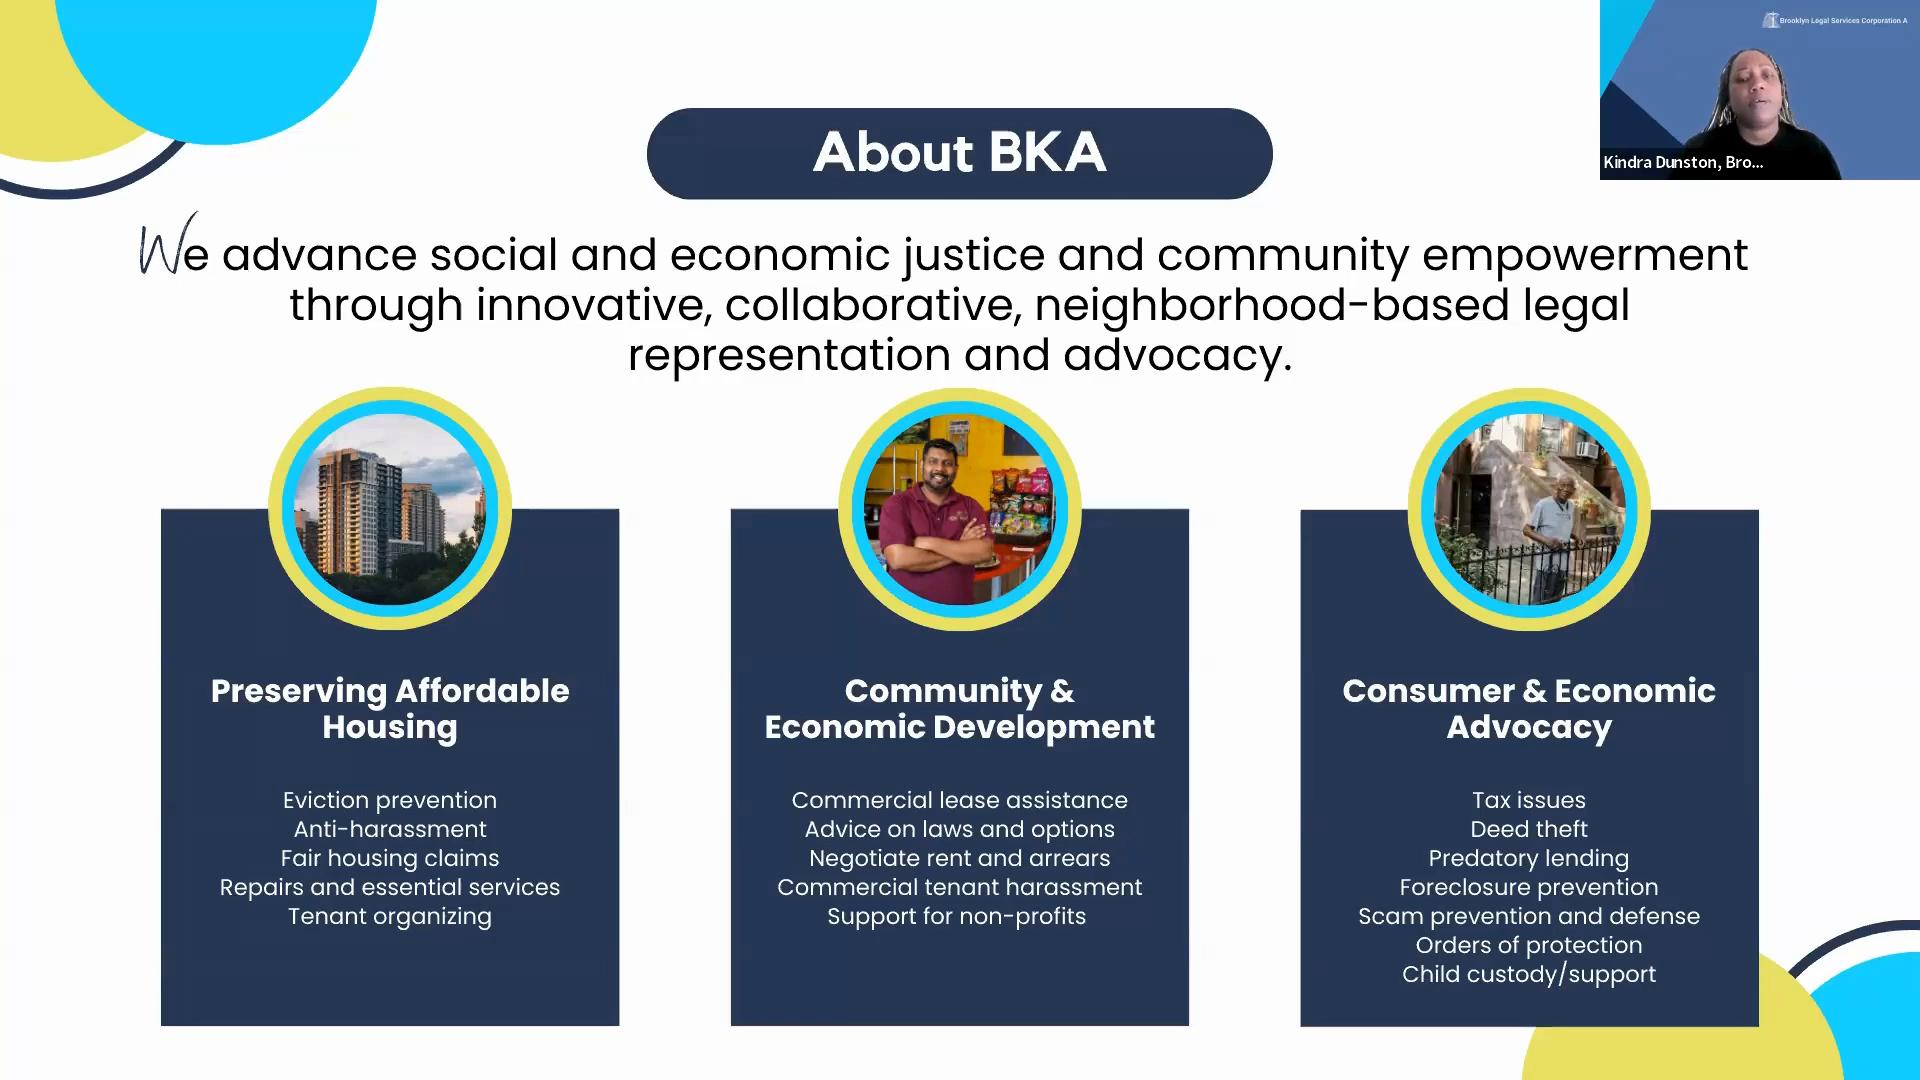 Brooklyn Legal Services Corporation A
About BKA
Kindra Dunston, Bro...
We advance social and economic justice and community empowerment
through innovative, collaborative, neighborhood-based legal
representation and advocacy.
Preserving Affordable
Housing
Eviction prevention
Anti-harassment
Fair housing claims
Repairs and essential services
Tenant organizing
Community &
Economic Development
Commercial lease assistance
Advice on laws and options
Negotiate rent and arrears
Commercial tenant harassment
Support for non-profits
Consumer & Economic
Advocacy
Tax issues
Deed theft
Predatory lending
Foreclosure prevention
Scam prevention and defense
Orders of protection
Child custody/support